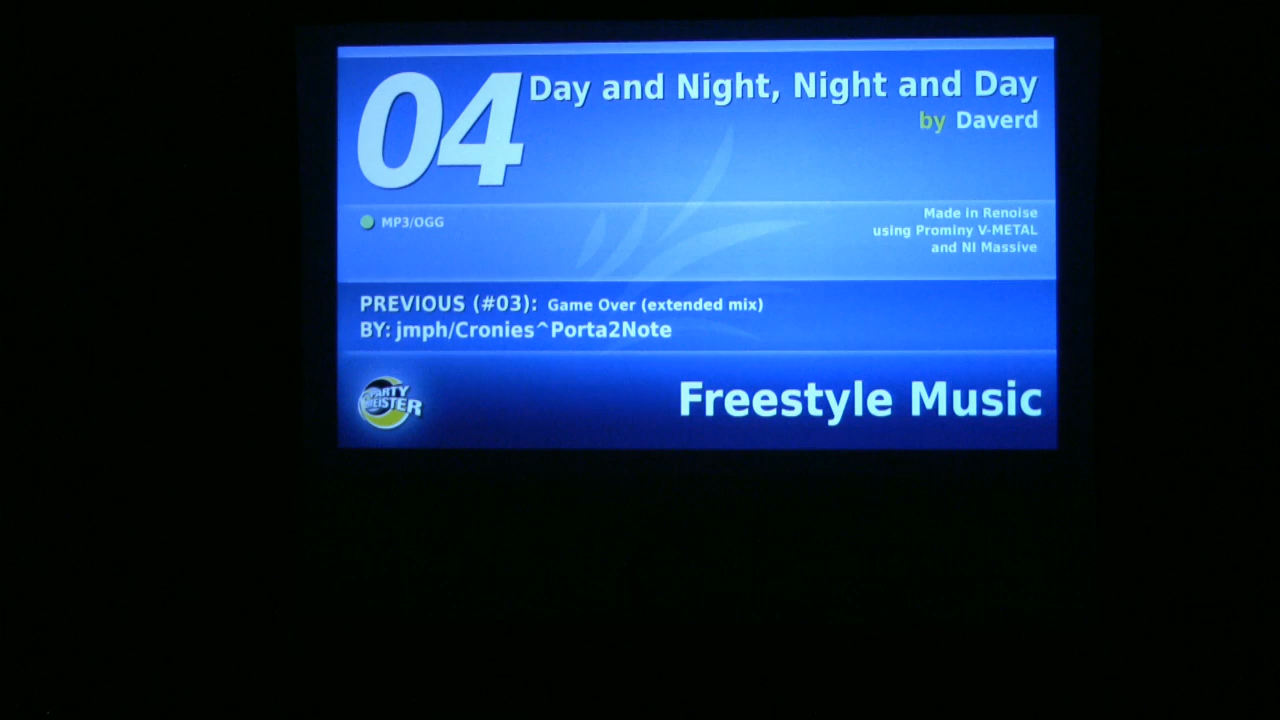 04
Day and Night, Night and Day
by Daverd
MP3/OGG
Made in Renoise
using Prominy V-METAL
and NI Massive
PREVIOUS (#03): Game Over (extended mix)
BY: jmph/Cronies^Porta2Note
PARTY
MEISTER
Freestyle Music